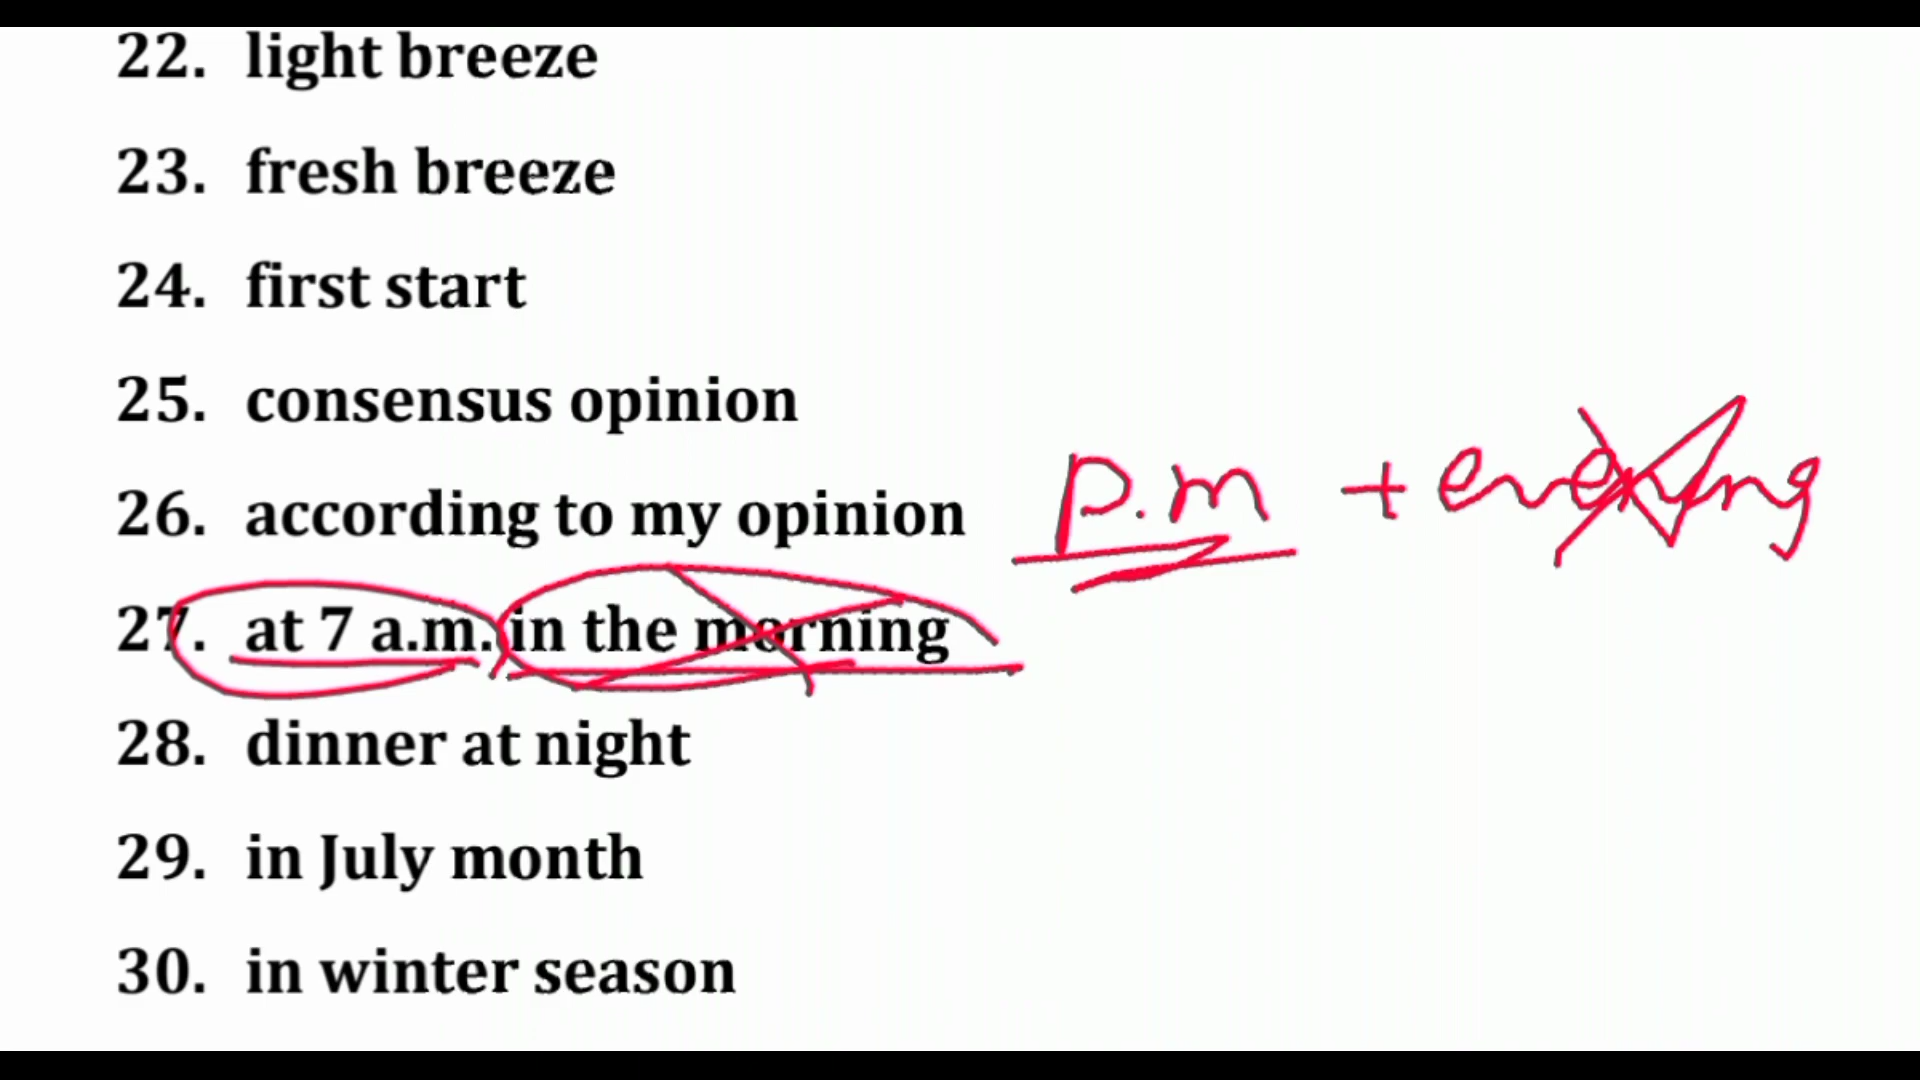 22. light breeze
23. fresh breeze
24. first start
25. consensus opinion
26. according to my opinion
p.m + evening
27. at 7 a.m. in the morning
28. dinner at night
29. in July month
30. in winter season